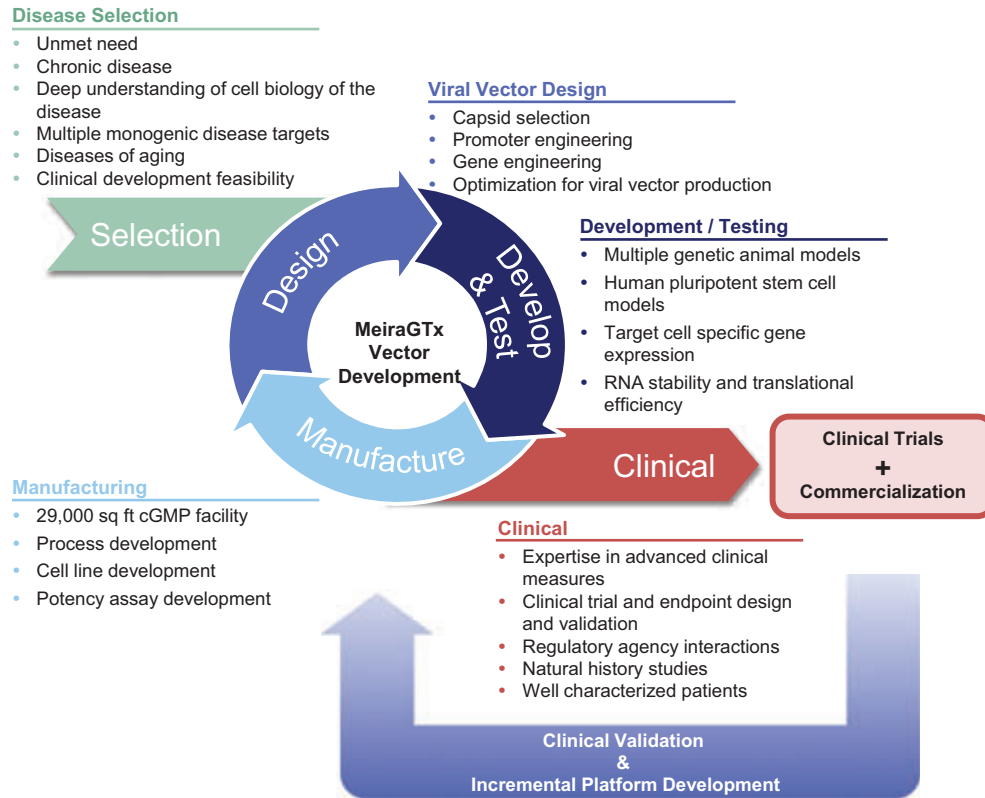 Disease Selection
• Unmet need
• Chronic disease
• Deep understanding of cell biology of the
disease
• Multiple monogenic disease targets
• Diseases of aging
• Clinical development feasibility
Viral Vector Design
• Capsid selection
• Promoter engineering
• Gene engineering
• Optimization for viral vector production
Selection
Design
Develop
& Test
Manufacture
MeiraGTx
Vector
Development
Development / Testing
• Multiple genetic animal models
• Human pluripotent stem cell
models
• Target cell specific gene
expression
• RNA stability and translational
efficiency
Clinical
Clinical Trials
+
Commercialization
Manufacturing
• 29,000 sq ft cGMP facility
• Process development
• Cell line development
• Potency assay development
Clinical
• Expertise in advanced clinical
measures
• Clinical trial and endpoint design
and validation
• Regulatory agency interactions
• Natural history studies
• Well characterized patients
Clinical Validation
&
Incremental Platform Development